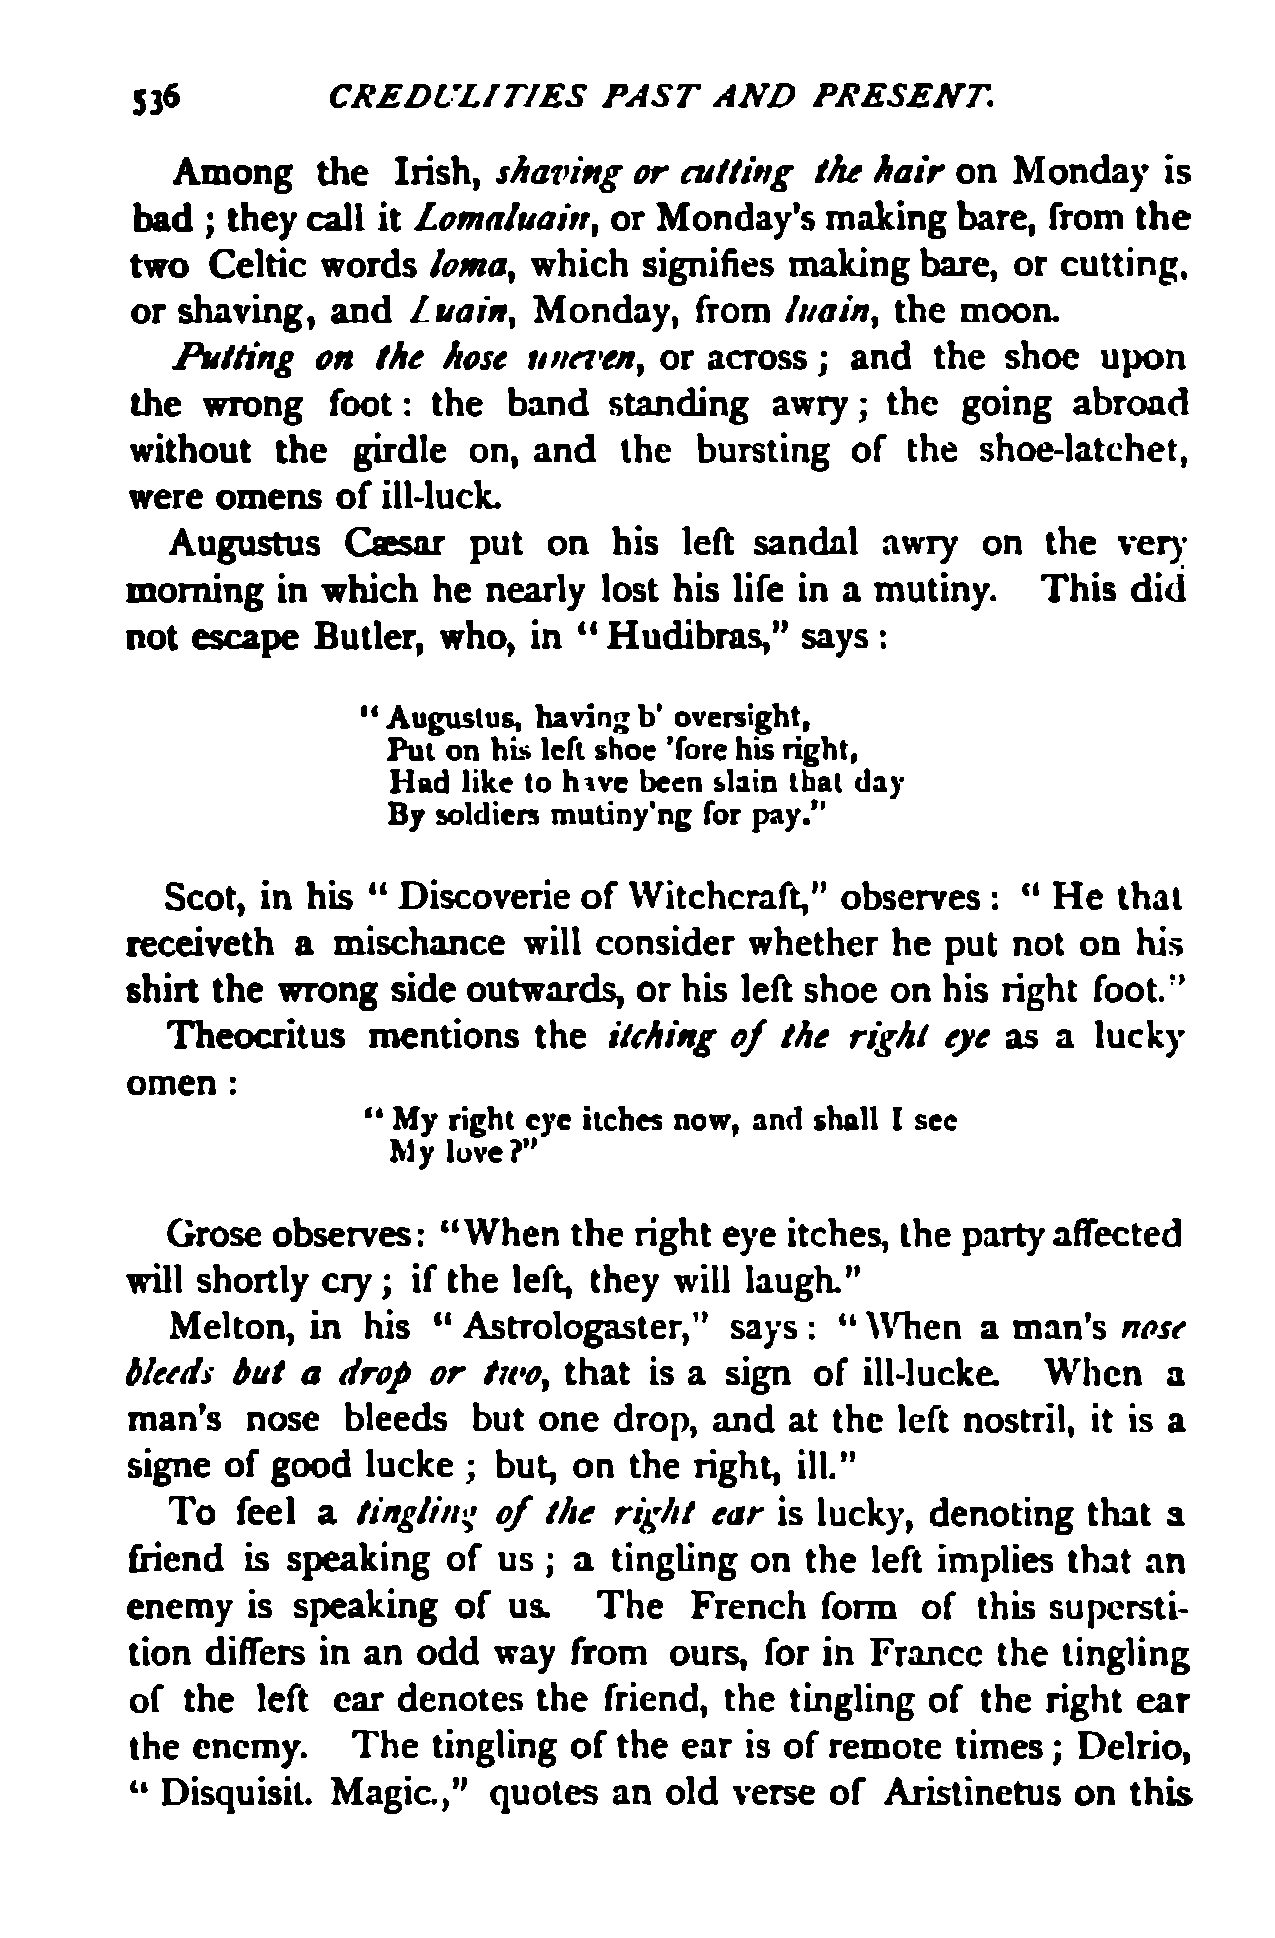 536 CREDULITIES PAST AND PRESENT.
Among the Irish, shaving or cutting the hair on Monday is
bad ; they call it Lomaluain, or Monday's making bare, from the
two Celtic words loma, which signifies making bare, or cutting,
or shaving, and Luain, Monday, from luain, the moon.
Putting on the hose uneven, or across ; and the shoe upon
the wrong foot : the band standing awry ; the going abroad
without the girdle on, and the bursting of the shoe-latchet,
were omens of ill-luck.
Augustus Cæsar put on his left sandal awry on the very
morning in which he nearly lost his life in a mutiny. This did
not escape Butler, who, in “ Hudibras,” says :
“ Augustus, having b' oversight,
Put on his left shoe 'fore his right,
Had like to have been slain that day
By soldiers mutiny'ng for pay.”
Scot, in his “ Discoverie of Witchcraft,” observes : “ He that
receiveth a mischance will consider whether he put not on his
shirt the wrong side outwards, or his left shoe on his right foot.”
Theocritus mentions the itching of the right eye as a lucky
omen :
“ My right eye itches now, and shall I see
My love ?”
Grose observes : “When the right eye itches, the party affected
will shortly cry ; if the left, they will laugh.”
Melton, in his “ Astrologaster,” says : “ When a man's nose
bleeds but a drop or two, that is a sign of ill-lucke. When a
man's nose bleeds but one drop, and at the left nostril, it is a
signe of good lucke ; but, on the right, ill.”
To feel a tingling of the right ear is lucky, denoting that a
friend is speaking of us ; a tingling on the left implies that an
enemy is speaking of us. The French form of this supersti-
tion differs in an odd way from ours, for in France the tingling
of the left ear denotes the friend, the tingling of the right ear
the enemy. The tingling of the ear is of remote times ; Delrio,
“ Disquisit. Magic.,” quotes an old verse of Aristinetus on this